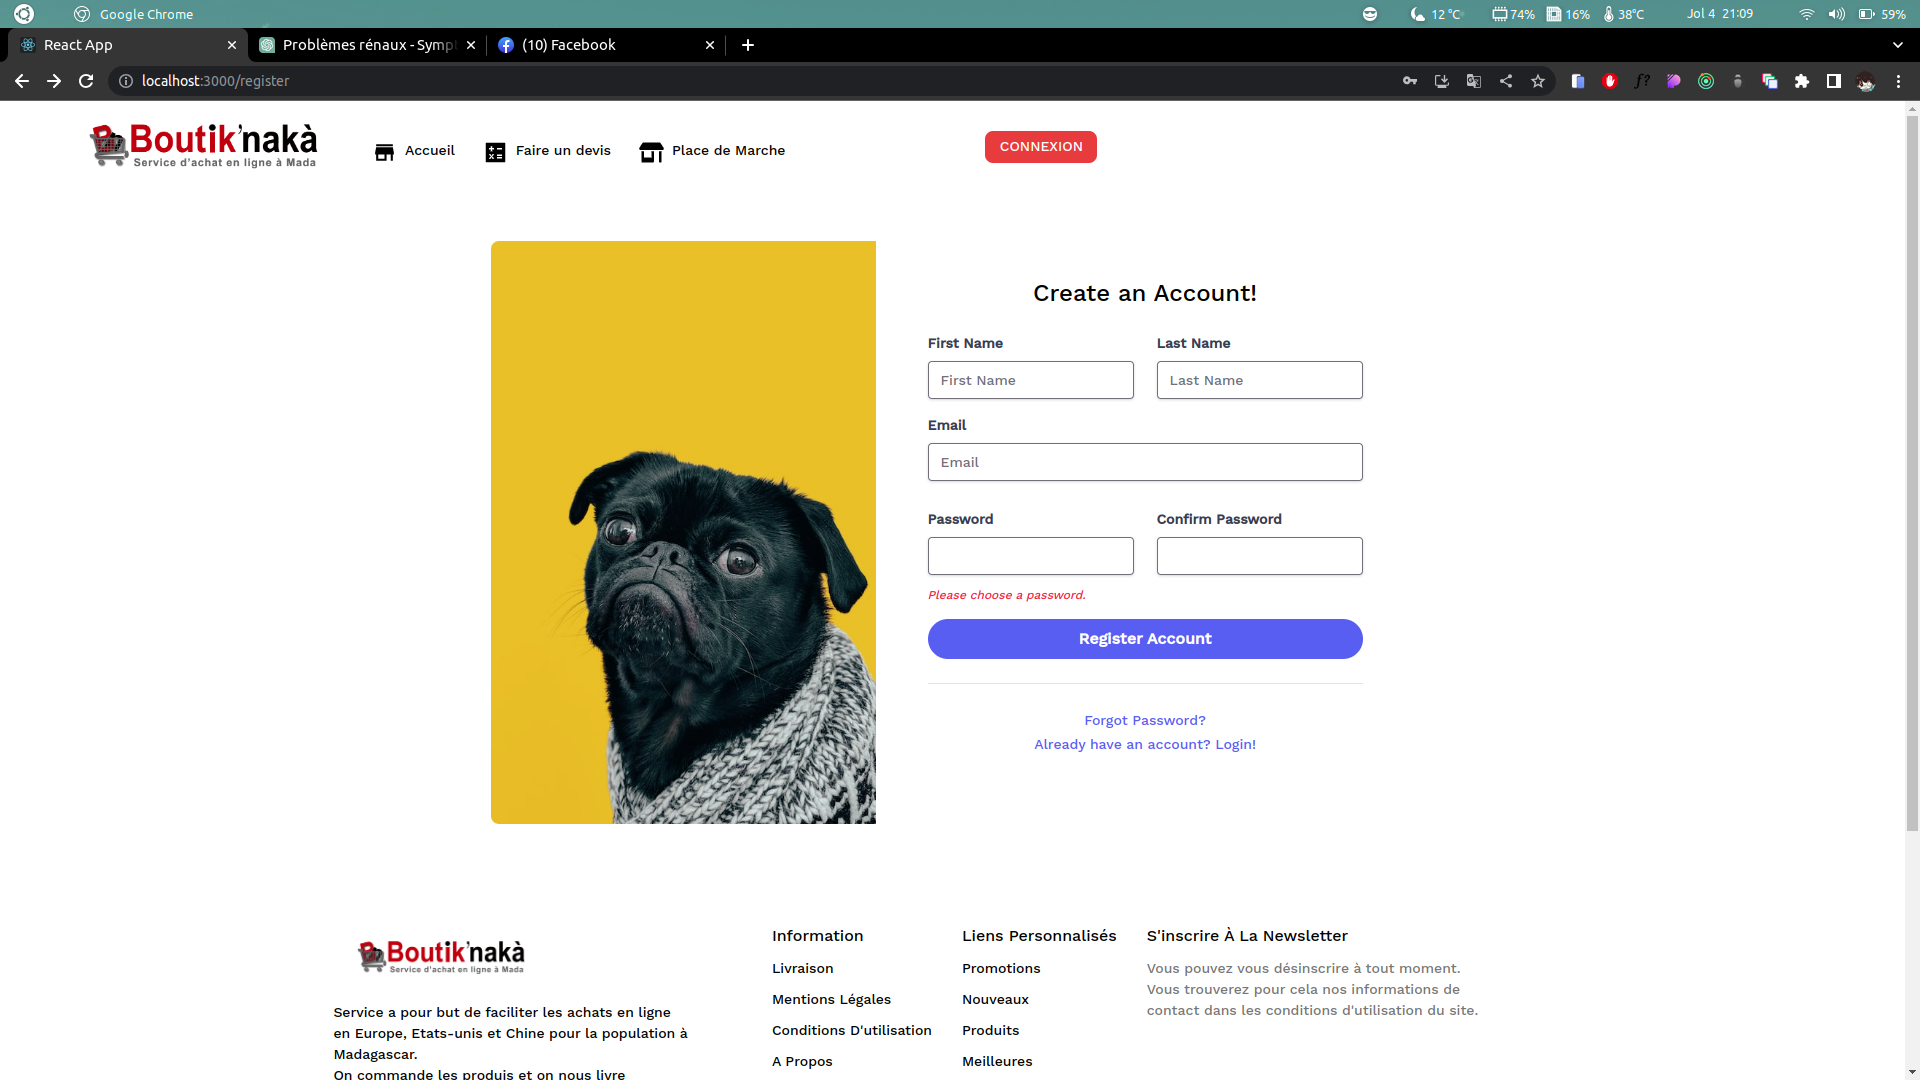 Google Chrome
12 °C
74%
16%
38°C
Jol 4 21:09
59%
React App
Problèmes rénaux - Symp
(10) Facebook
localhost:3000/register
Boutik'nakà
Service d'achat en ligne à Mada
Accueil
Faire un devis
Place de Marche
CONNEXION
Create an Account!
First Name
Last Name
First Name
Last Name
Email
Email
Password
Confirm Password
Please choose a password.
Register Account
Forgot Password?
Already have an account? Login!
Boutik'nakà
Service d'achat en ligne à Mada
Service a pour but de faciliter les achats en ligne
en Europe, Etats-unis et Chine pour la population à
Madagascar.
On commande les produis et on nous livre
Information
Livraison
Mentions Légales
Conditions D'utilisation
A Propos
Liens Personnalisés
Promotions
Nouveaux
Produits
Meilleures
S'inscrire À La Newsletter
Vous pouvez vous désinscrire à tout moment.
Vous trouverez pour cela nos informations de
contact dans les conditions d'utilisation du site.